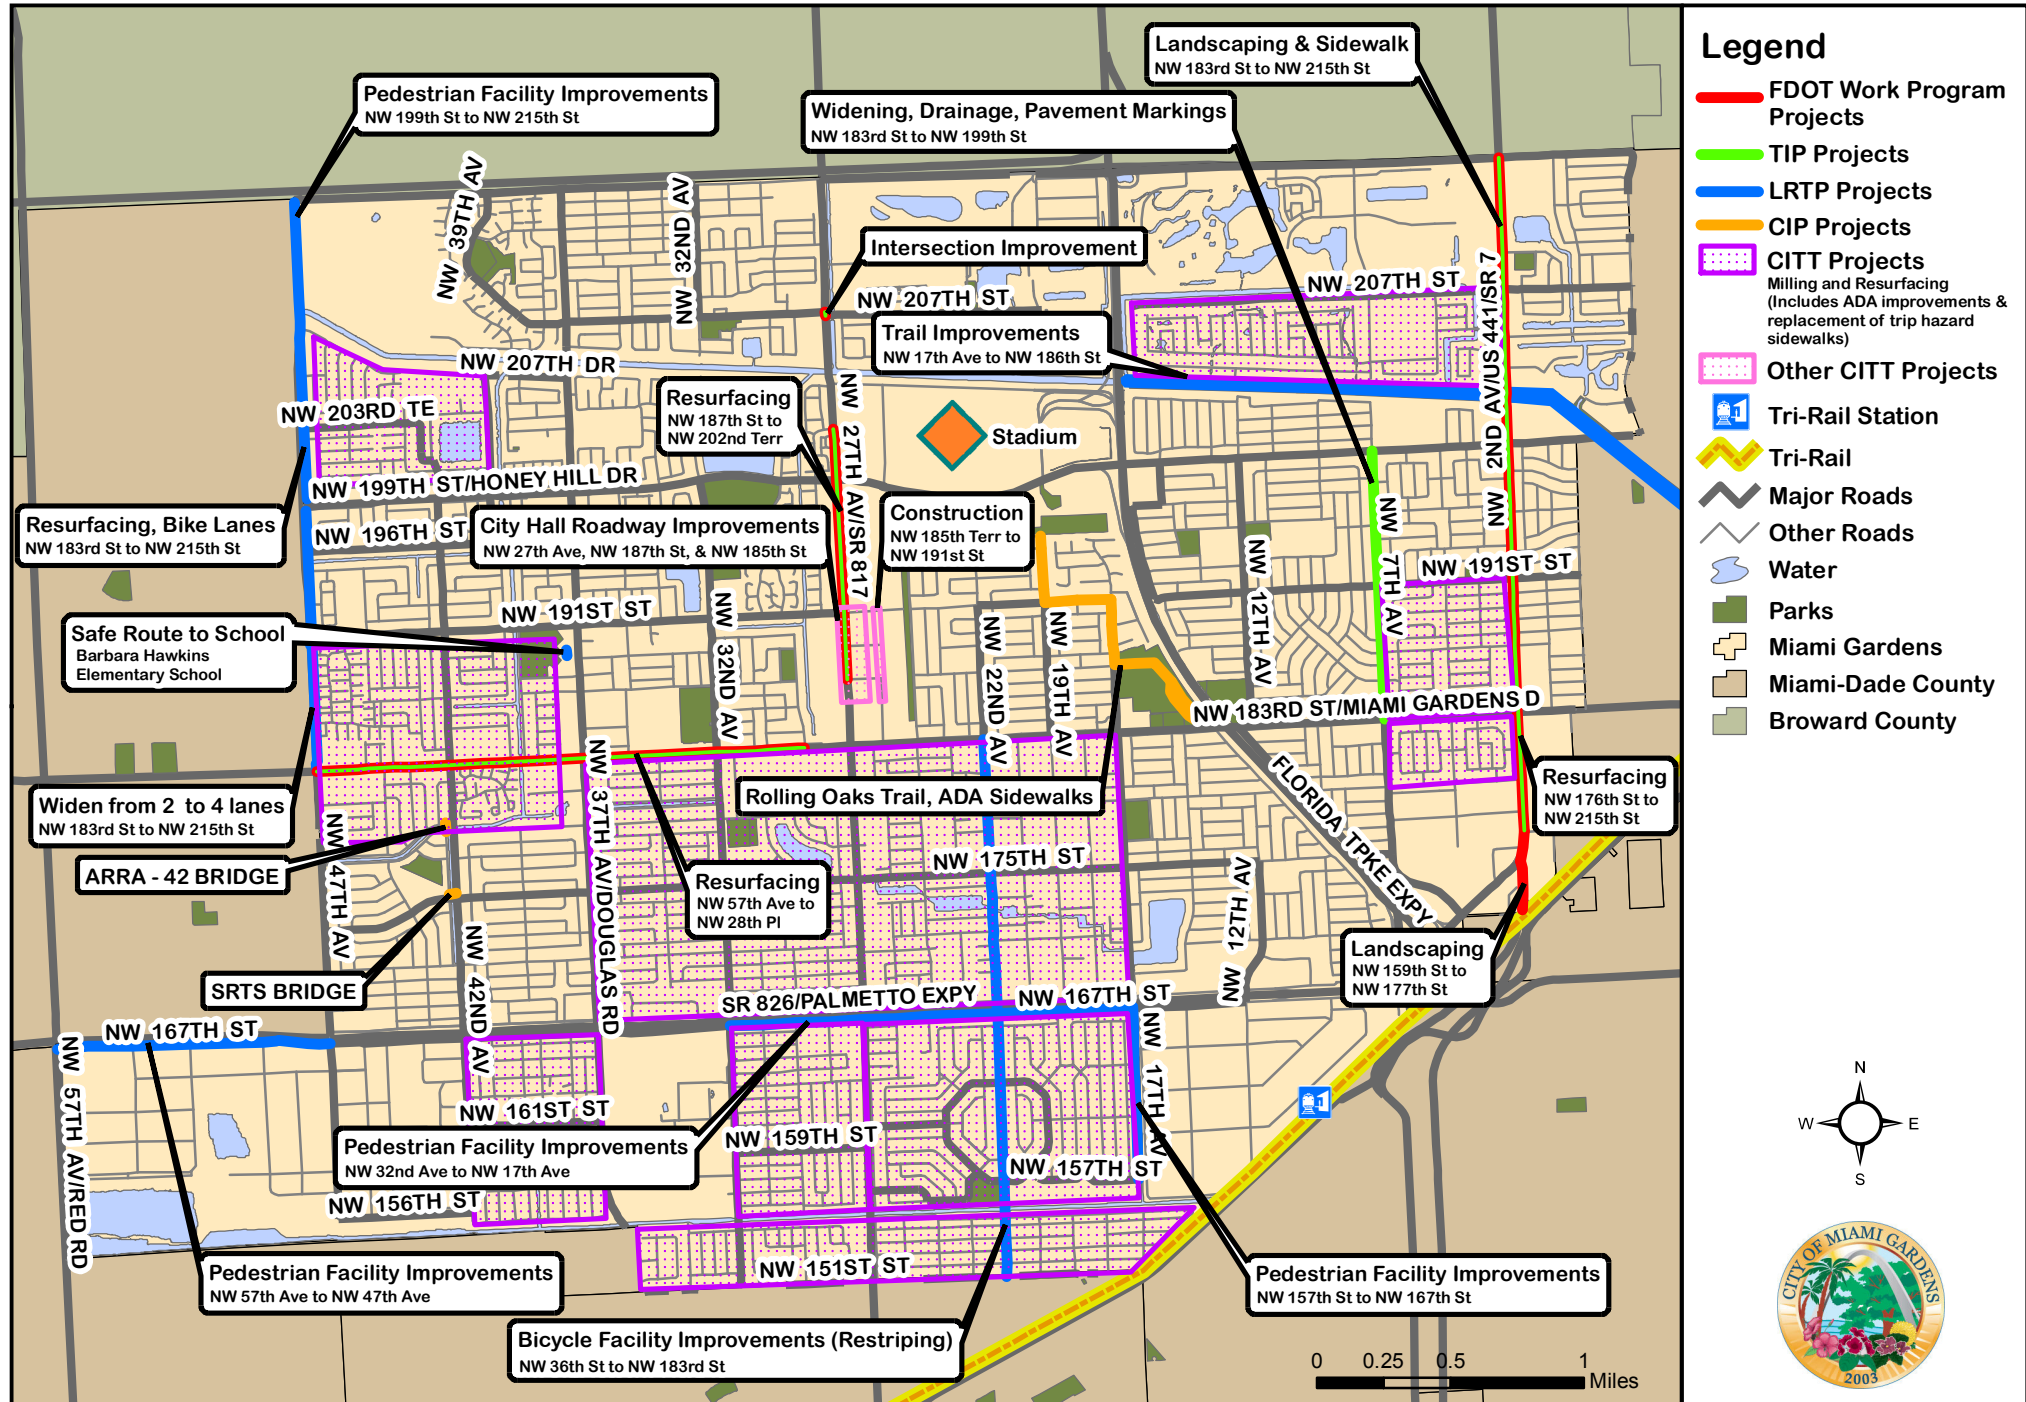 Landscaping & Sidewalk
NW 183rd St to NW 215th St
Pedestrian Facility Improvements
NW 199th St to NW 215th St
Widening, Drainage, Pavement Markings
NW 183rd St to NW 199th St
NW 39TH AV
NW 32ND AV
Intersection Improvement
NW 207TH ST
NW 207TH ST
Trail Improvements
NW 17th Ave to NW 186th St
NW 207TH DR
NW 203RD TE
Resurfacing
NW 187th St to
NW 202nd Terr
NW 27TH AV/SR 817
Stadium
NW 2ND AV/US 441/SR 7
NW 199TH ST/HONEY HILL DR
Resurfacing, Bike Lanes
NW 183rd St to NW 215th St
NW 196TH ST
City Hall Roadway Improvements
NW 27th Ave, NW 187th St, & NW 185th St
Construction
NW 185th Terr to
NW 191st St
NW 7TH AV
NW 12TH AV
NW 191ST ST
NW 191ST ST
NW 32ND AV
NW 22ND AV
NW 19TH AV
Safe Route to School
Barbara Hawkins
Elementary School
NW 183RD ST/MIAMI GARDENS D
Widen from 2 to 4 lanes
NW 183rd St to NW 215th St
NW 37TH AV/DOUGLAS RD
Rolling Oaks Trail, ADA Sidewalks
FLORIDA TPKE EXPY
Resurfacing
NW 176th St to
NW 215th St
NW 47TH AV
ARRA - 42 BRIDGE
Resurfacing
NW 57th Ave to
NW 28th Pl
NW 175TH ST
NW 12TH AV
Landscaping
NW 159th St to
NW 177th St
SRTS BRIDGE
NW 42ND AV
SR 826/PALMETTO EXPY
NW 167TH ST
NW 167TH ST
NW 57TH AV/RED RD
NW 17TH AV
NW 161ST ST
Pedestrian Facility Improvements
NW 32nd Ave to NW 17th Ave
NW 159TH ST
NW 157TH ST
NW 156TH ST
NW 151ST ST
Pedestrian Facility Improvements
NW 57th Ave to NW 47th Ave
Pedestrian Facility Improvements
NW 157th St to NW 167th St
Bicycle Facility Improvements (Restriping)
NW 36th St to NW 183rd St
0 0.25 0.5 1
Miles
Legend
FDOT Work Program
Projects
TIP Projects
LRTP Projects
CIP Projects
CITT Projects
Milling and Resurfacing
(Includes ADA improvements &
replacement of trip hazard
sidewalks)
Other CITT Projects
Tri-Rail Station
Tri-Rail
Major Roads
Other Roads
Water
Parks
Miami Gardens
Miami-Dade County
Broward County
N
W E
S
CITY OF MIAMI GARDENS
2003